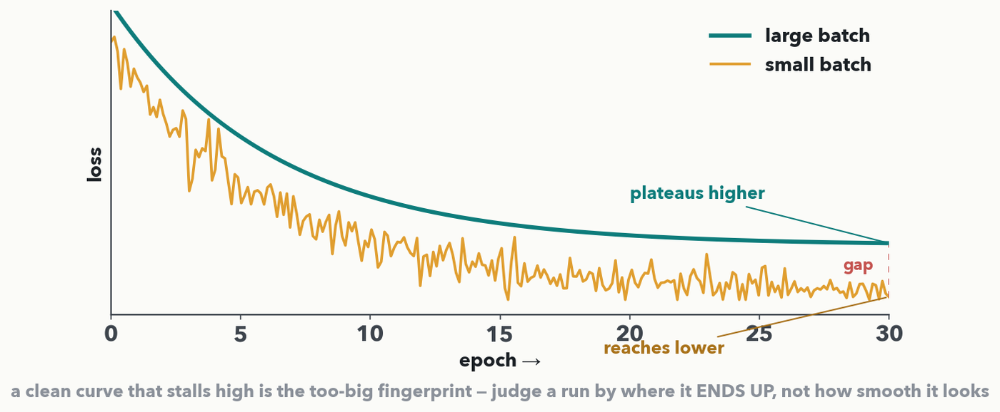 large batch
small batch
loss
plateaus higher
gap
0 5 10 15 20 25 30
reaches lower
epoch →
a clean curve that stalls high is the too-big fingerprint – judge a run by where it ENDS UP, not how smooth it looks